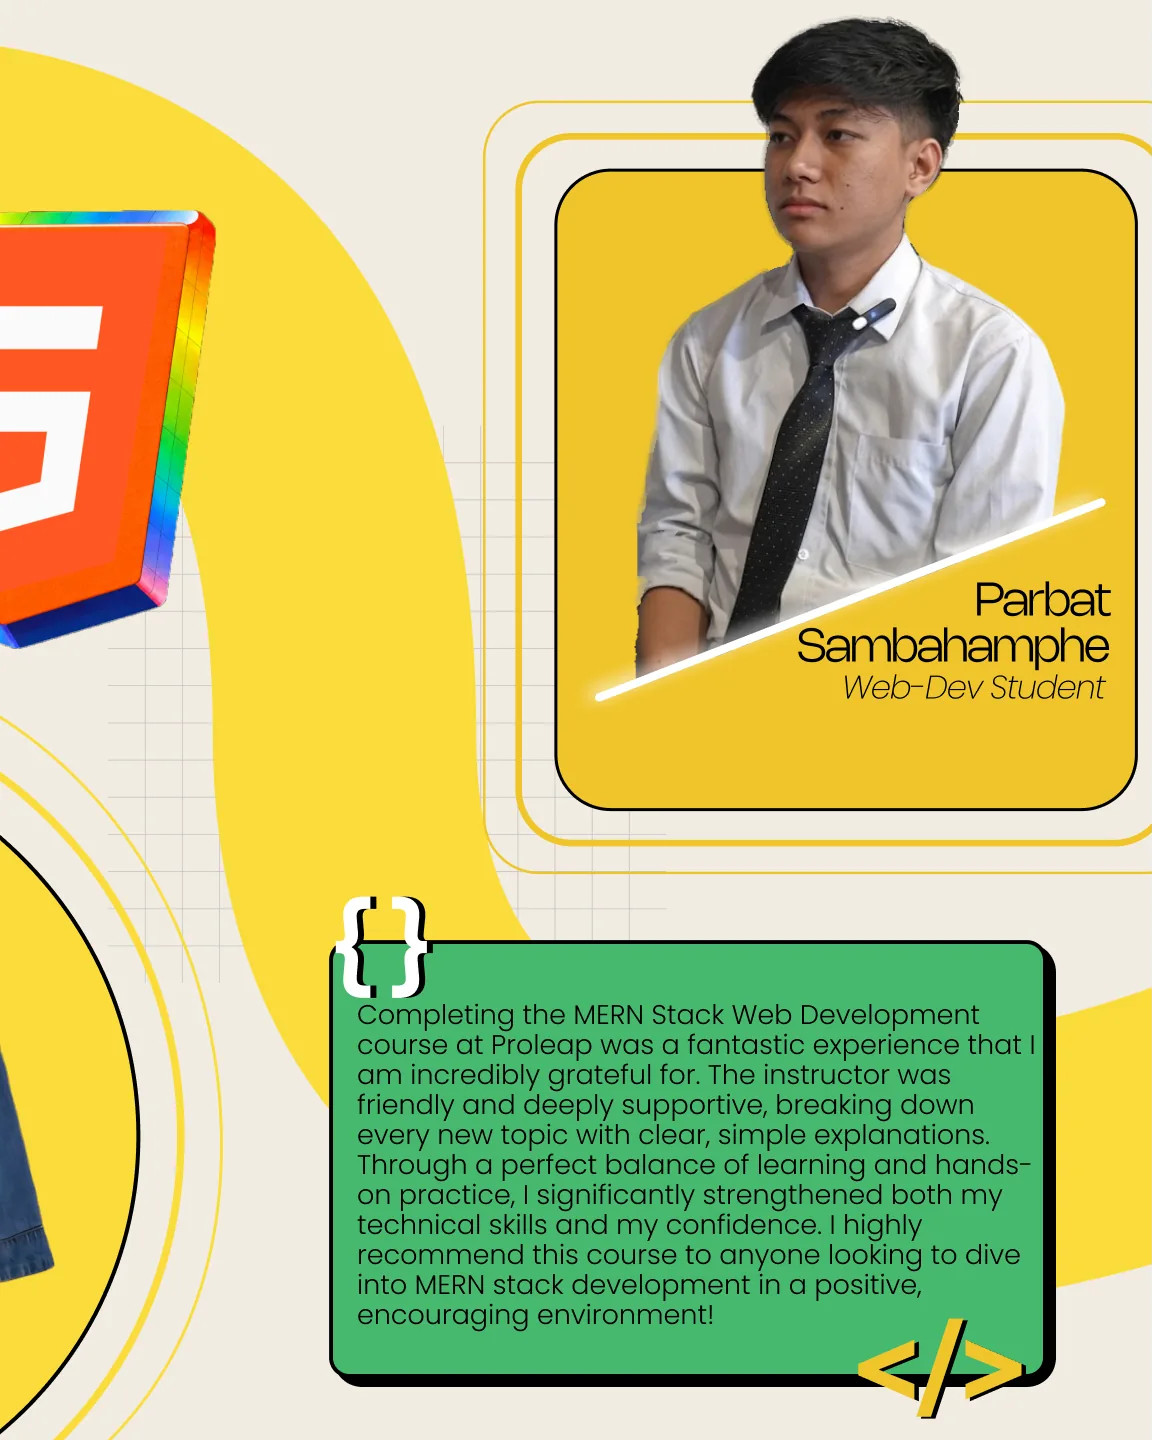 Parbat
Sambahamphe
Web-Dev Student
{ }
Completing the MERN Stack Web Development
course at Proleap was a fantastic experience that I
am incredibly grateful for. The instructor was
friendly and deeply supportive, breaking down
every new topic with clear, simple explanations.
Through a perfect balance of learning and hands-
on practice, I significantly strengthened both my
technical skills and my confidence. I highly
recommend this course to anyone looking to dive
into MERN stack development in a positive,
encouraging environment!
</>